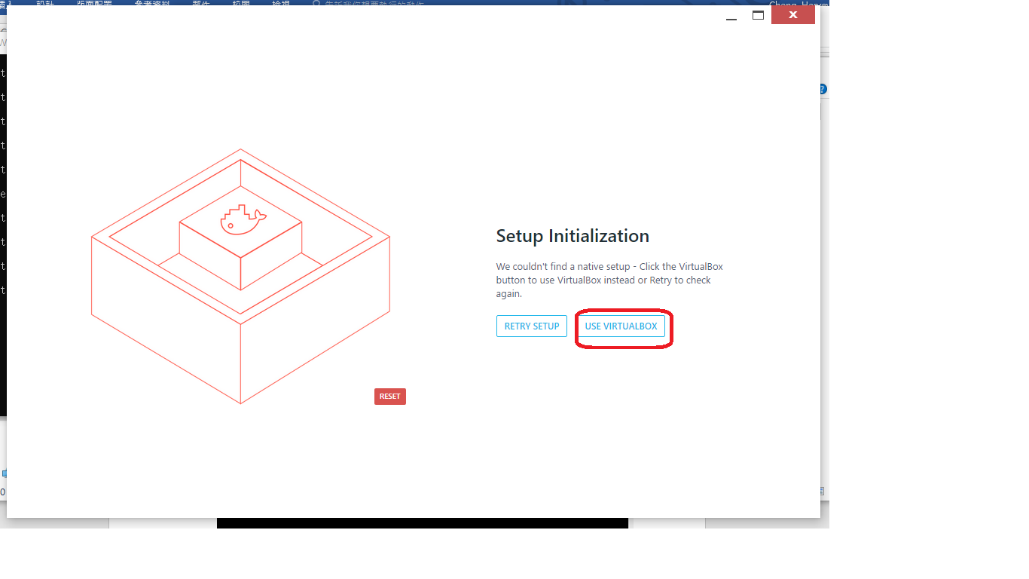 Setup Initialization
We couldn't find a native setup - Click the VirtualBox
button to use VirtualBox instead or Retry to check
again.
RETRY SETUP
USE VIRTUALBOX
RESET